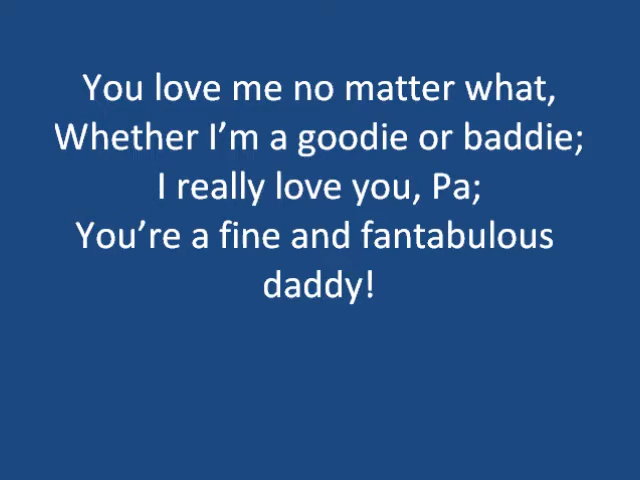 You love me no matter what,
Whether I’m a goodie or baddie;
I really love you, Pa;
You’re a fine and fantabulous
daddy!